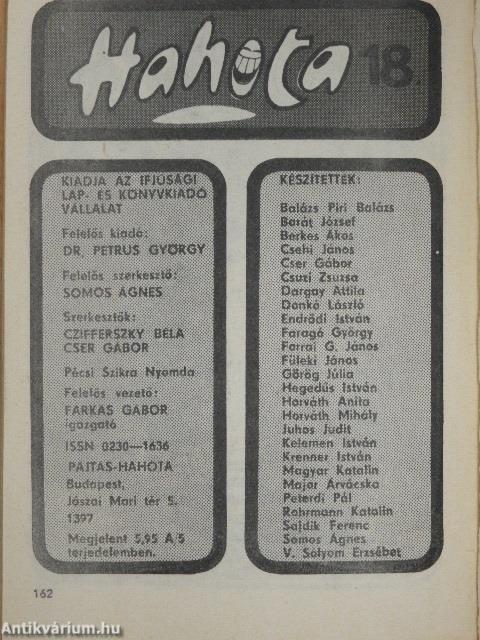 Hahota 18
KIADJA AZ IFJÚSÁGI
LAP- ÉS KÖNYVKIADÓ
VÁLLALAT
Felelős kiadó:
DR. PETRUS GYÖRGY
Felelős szerkesztő:
SOMOS ÁGNES
Szerkesztők:
CZIFFERSZKY BÉLA
CSER GÁBOR
Pécsi Szikra Nyomda
Felelős vezető:
FARKAS GÁBOR
igazgató
ISSN 0230—1636
PAJTÁS-HAHOTA
Budapest,
Jászai Mari tér 5.
1397
Megjelent 5,95 A/5
terjedelemben.
KÉSZÍTETTÉK:
Balázs Piri Balázs
Barát József
Berkes Ákos
Csehi János
Cser Gábor
Csuzi Zsuzsa
Dargay Attila
Donkó László
Endrődi István
Faragó György
Farrai G. János
Füleki János
Görög Júlia
Hegedüs István
Horváth Anita
Horváth Mihály
Juhos Judit
Kelemen István
Krenner István
Magyar Katalin
Major Árvácska
Peterdi Pál
Rohrmann Katalin
Sajdik Ferenc
Somos Ágnes
V. Sólyom Erzsébet
162
Antikvárium.hu